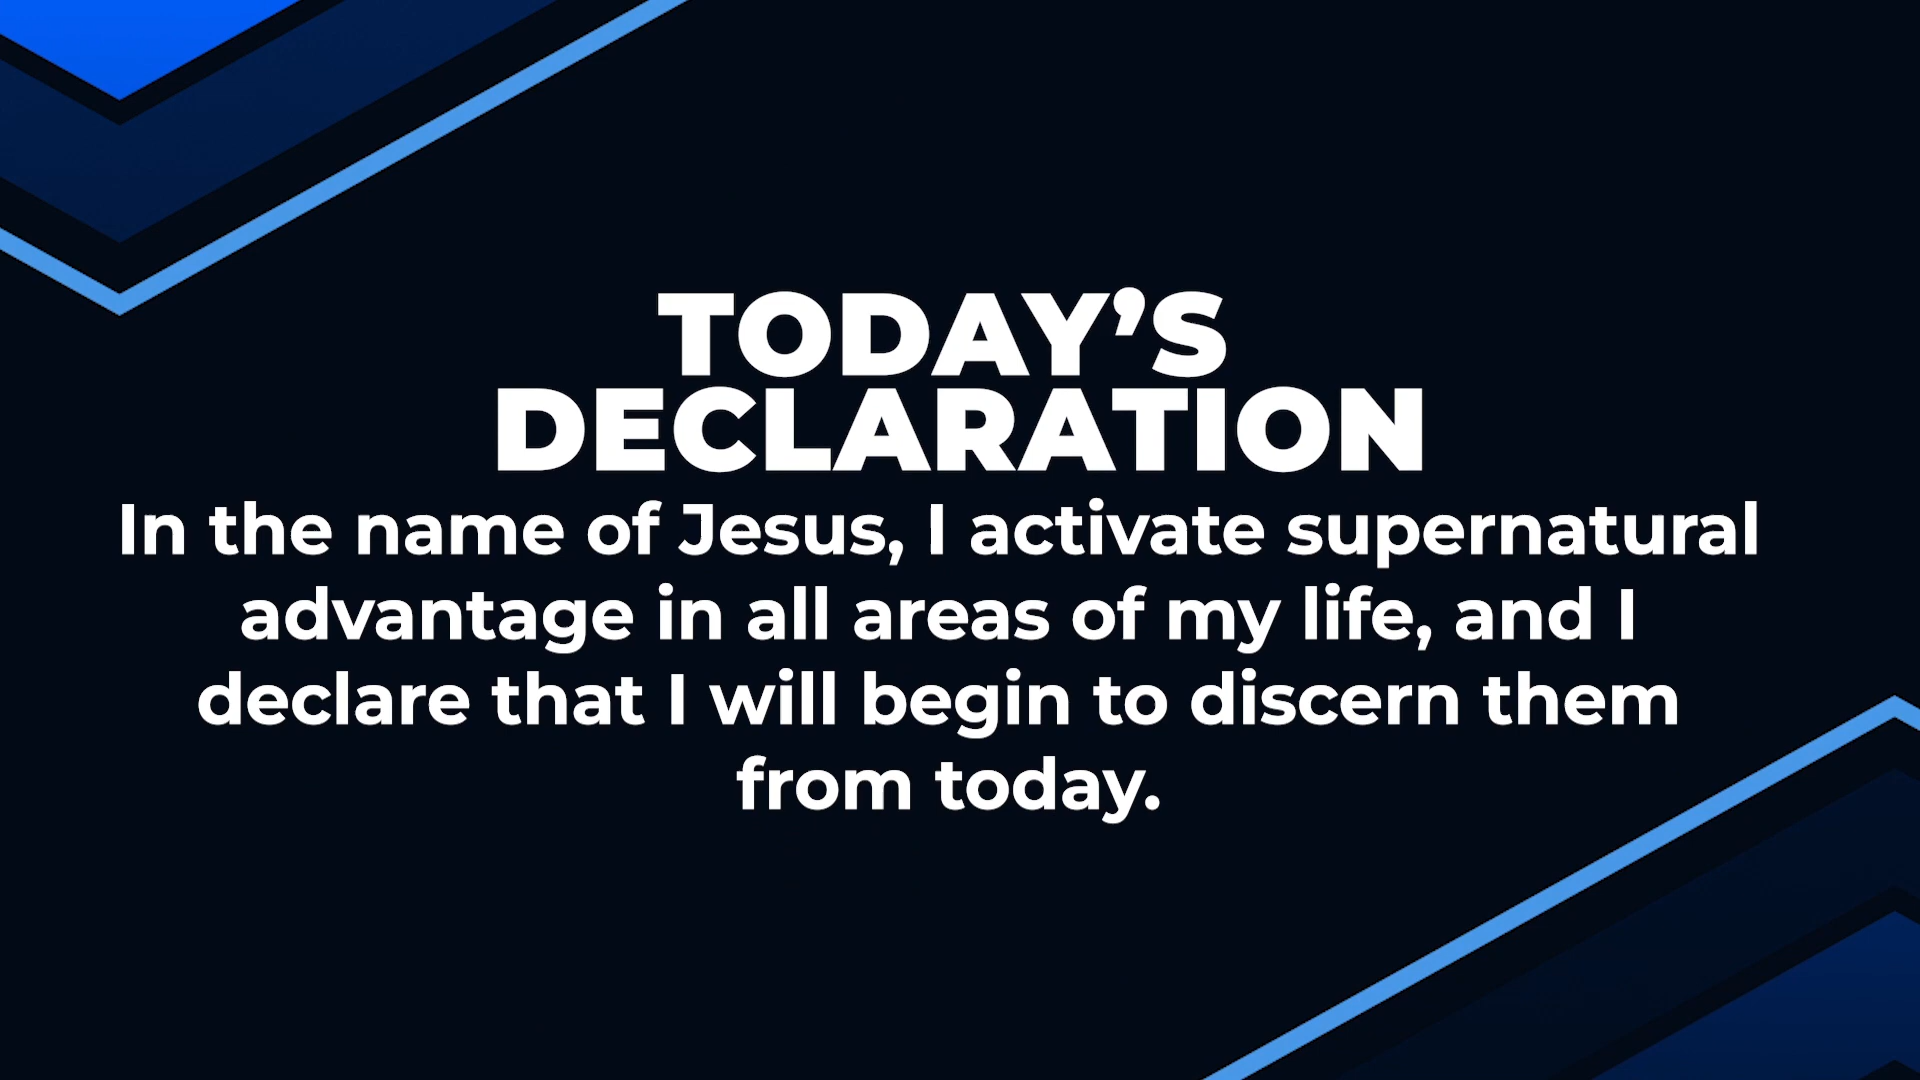 TODAY’S
DECLARATION
In the name of Jesus, I activate supernatural
advantage in all areas of my life, and I
declare that I will begin to discern them
from today.